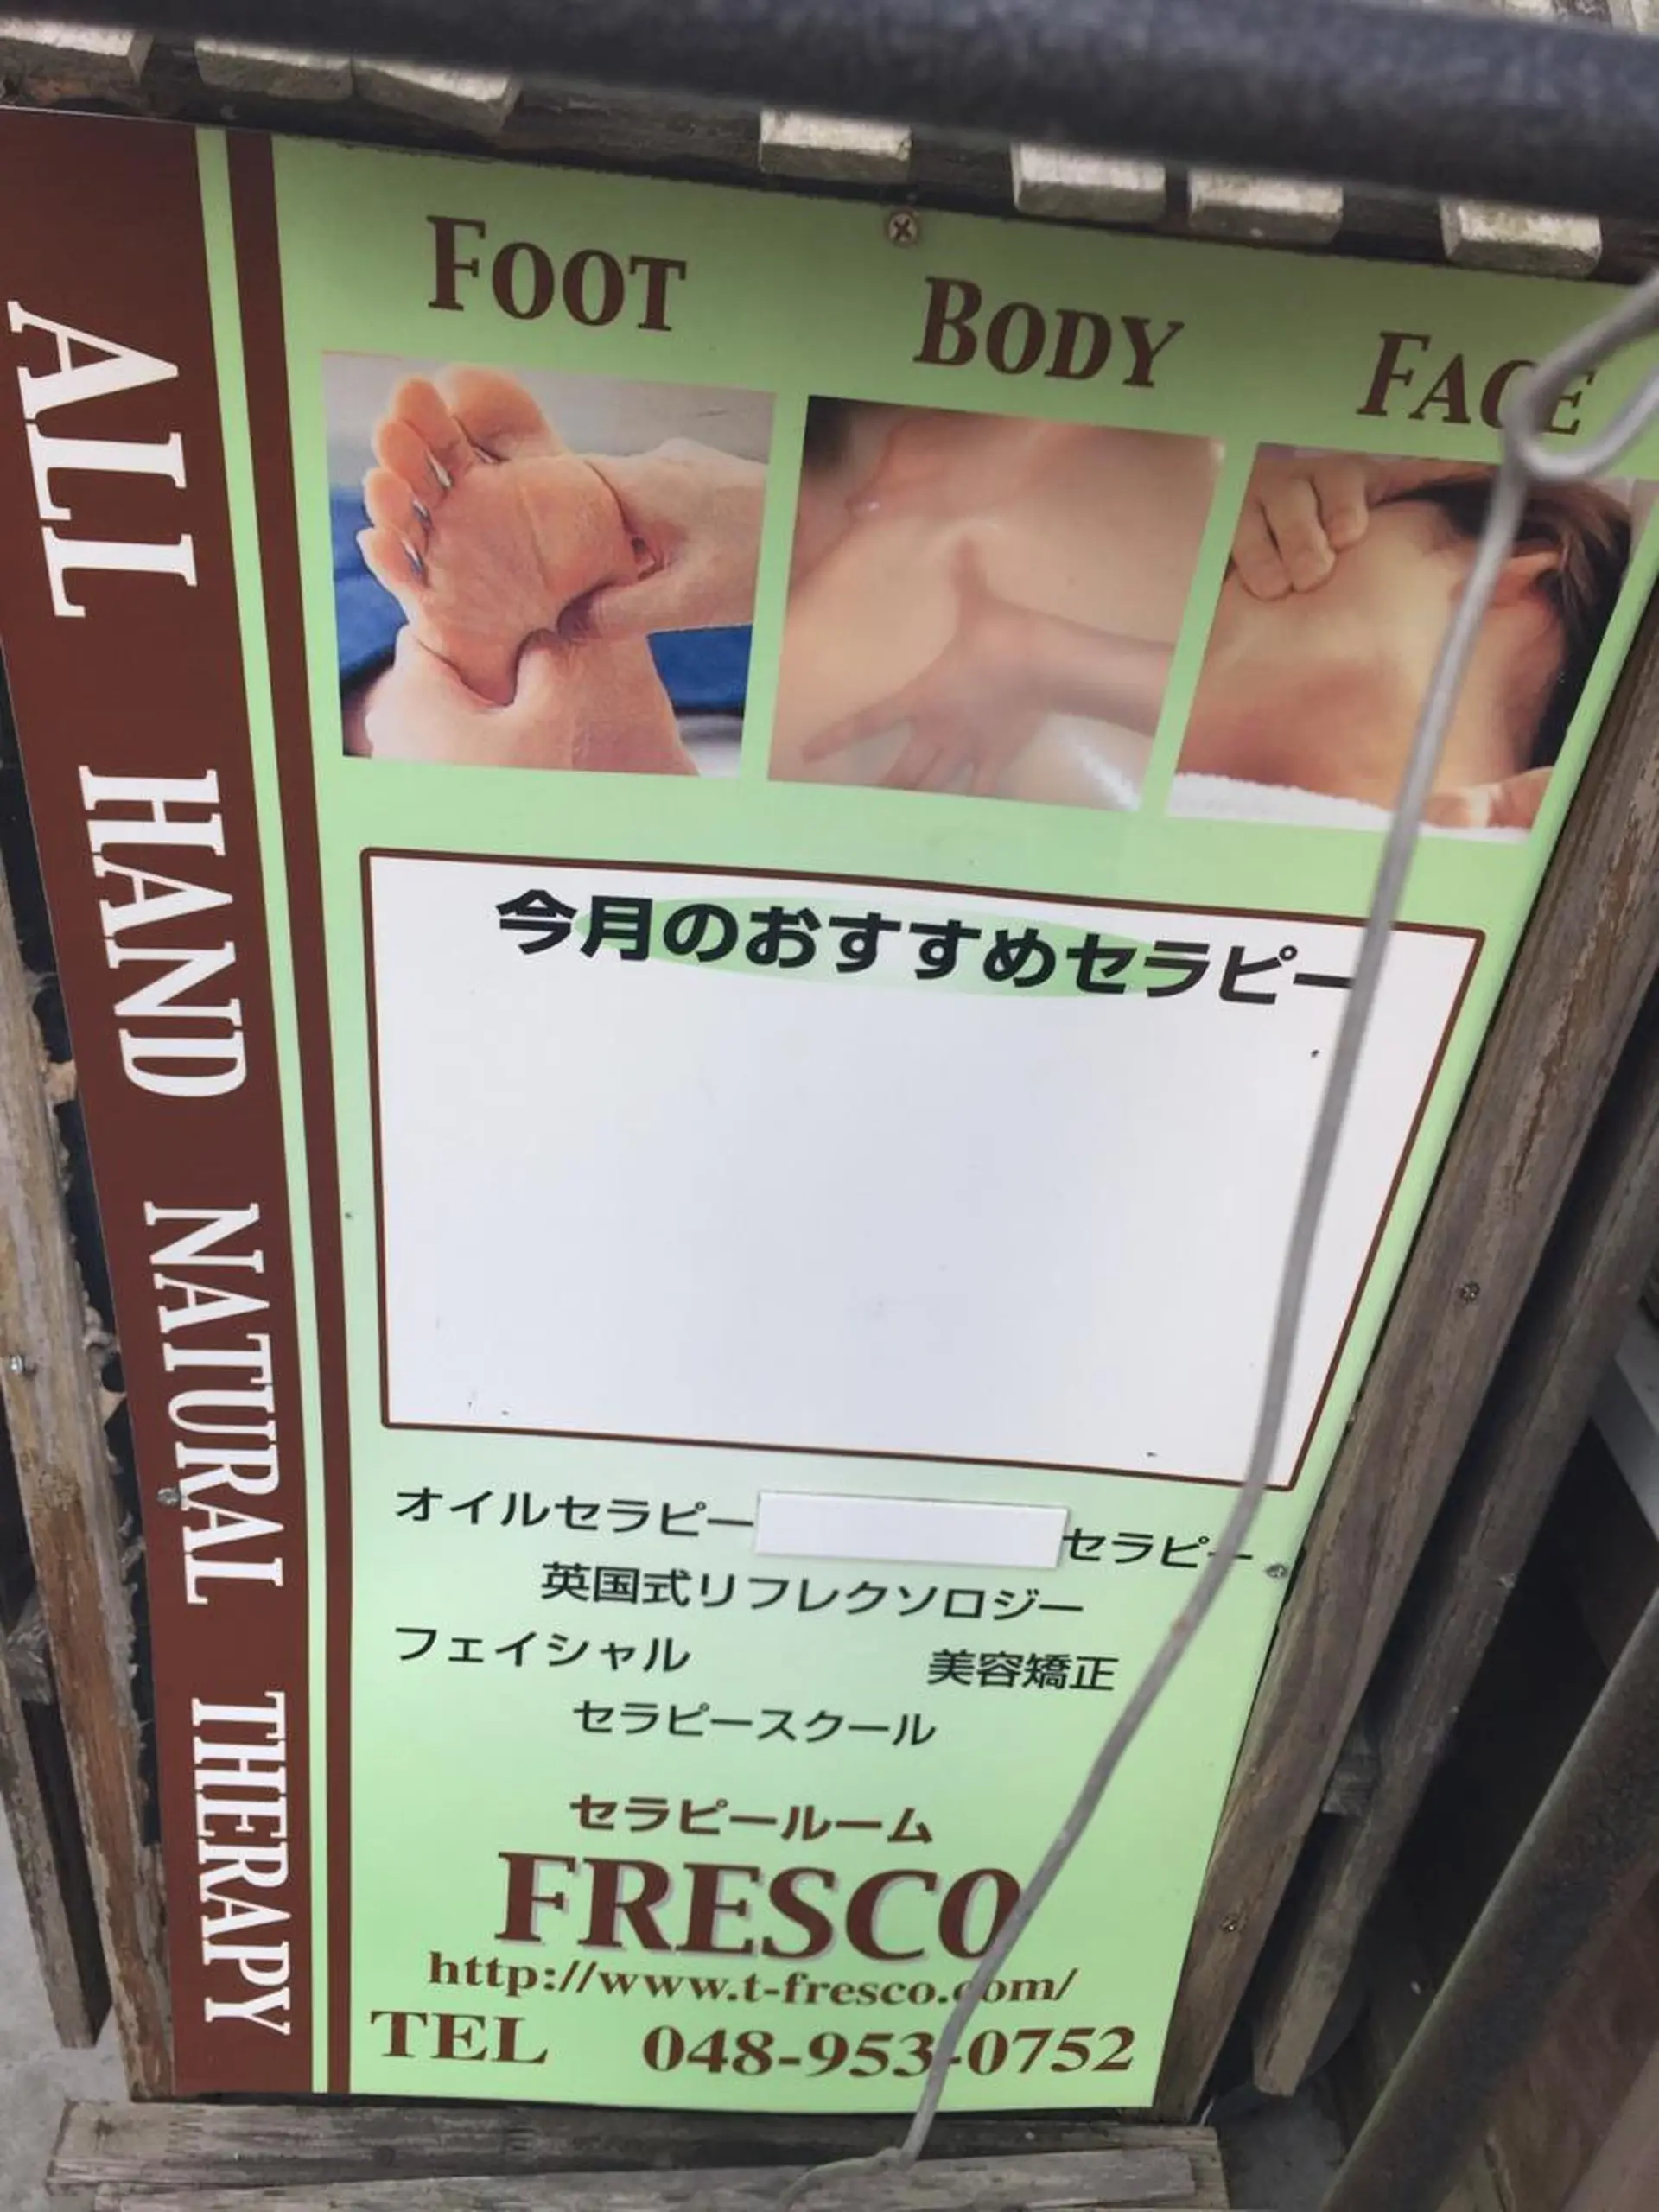 ALL HAND NATURAL THERAPY
FOOT BODY FACE
今月のおすすめセラピー
オイルセラピー セラピー
英国式リフレクソロジー
フェイシャル 美容矯正
セラピースクール
セラピールーム
FRESCO
http://www.t-fresco.com/
TEL 048-953-0752